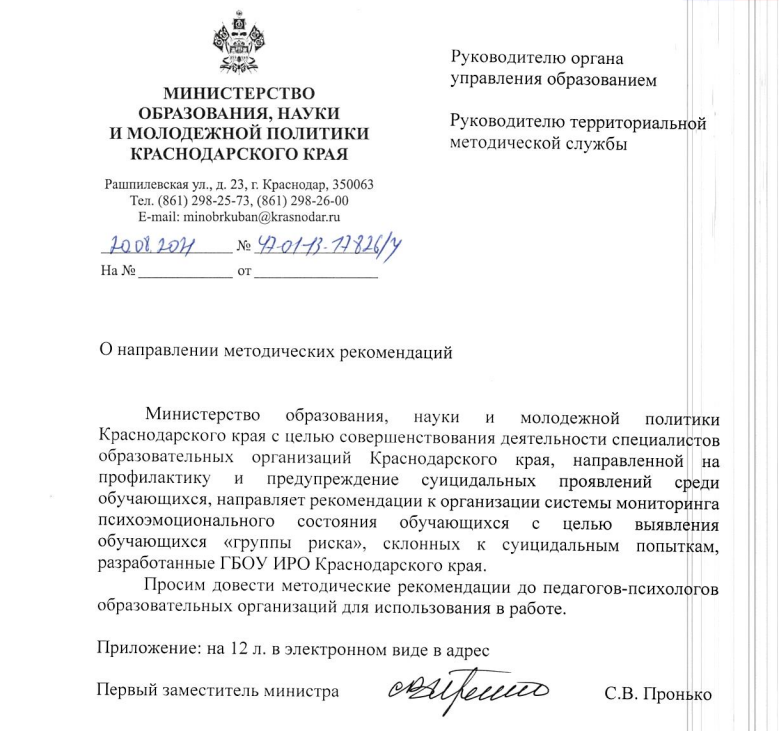 МИНИСТЕРСТВО
ОБРАЗОВАНИЯ, НАУКИ
И МОЛОДЕЖНОЙ ПОЛИТИКИ
КРАСНОДАРСКОГО КРАЯ
Рашпилевская ул., д. 23, г. Краснодар, 350063
Тел. (861) 298-25-73, (861) 298-26-00
E-mail: minobrkuban@krasnodar.ru
20.08.2021 № 47-01-13-17826/21
На № ____________ от ________________
Руководителю органа
управления образованием
Руководителю территориальной
методической службы
О направлении методических рекомендаций
Министерство образования, науки и молодежной политики
Краснодарского края с целью совершенствования деятельности специалистов
образовательных организаций Краснодарского края, направленной на
профилактику и предупреждение суицидальных проявлений среди
обучающихся, направляет рекомендации к организации системы мониторинга
психоэмоционального состояния обучающихся с целью выявления
обучающихся «группы риска», склонных к суицидальным попыткам,
разработанные ГБОУ ИРО Краснодарского края.
Просим довести методические рекомендации до педагогов-психологов
образовательных организаций для использования в работе.
Приложение: на 12 л. в электронном виде в адрес
Первый заместитель министра С.В. Пронько